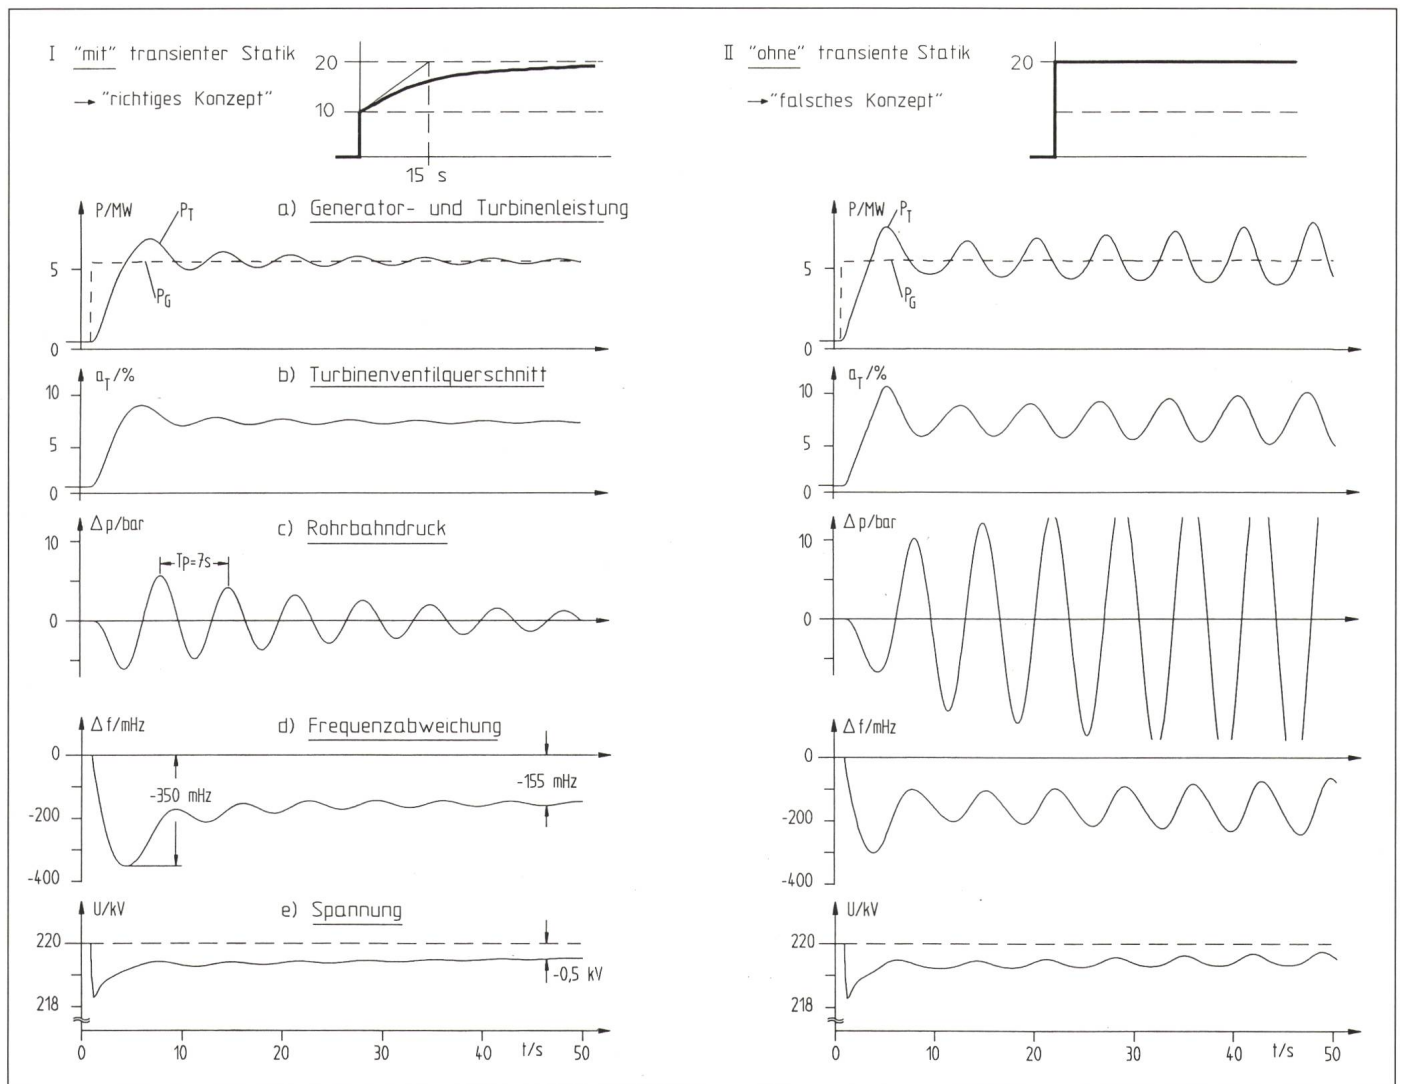 I "mit" transienter Statik
→ "richtiges Konzept"
20
10
15 s
II "ohne" transiente Statik
→ "falsches Konzept"
20
a) Generator- und Turbinenleistung
P/MW
P_T
5
P_G
0
P/MW
P_T
5
P_G
0
b) Turbinenventilquerschnitt
a_T/%
10
5
0
a_T/%
10
5
0
c) Rohrbahndruck
Δp/bar
10
Tp=7s
0
Δp/bar
10
0
d) Frequenzabweichung
Δf/mHz
0
-350 mHz
-155 mHz
-200
-400
Δf/mHz
0
-200
-400
e) Spannung
U/kV
220
-0,5 kV
218
0 10 20 30 40 t/s 50
U/kV
220
218
0 10 20 30 40 t/s 50